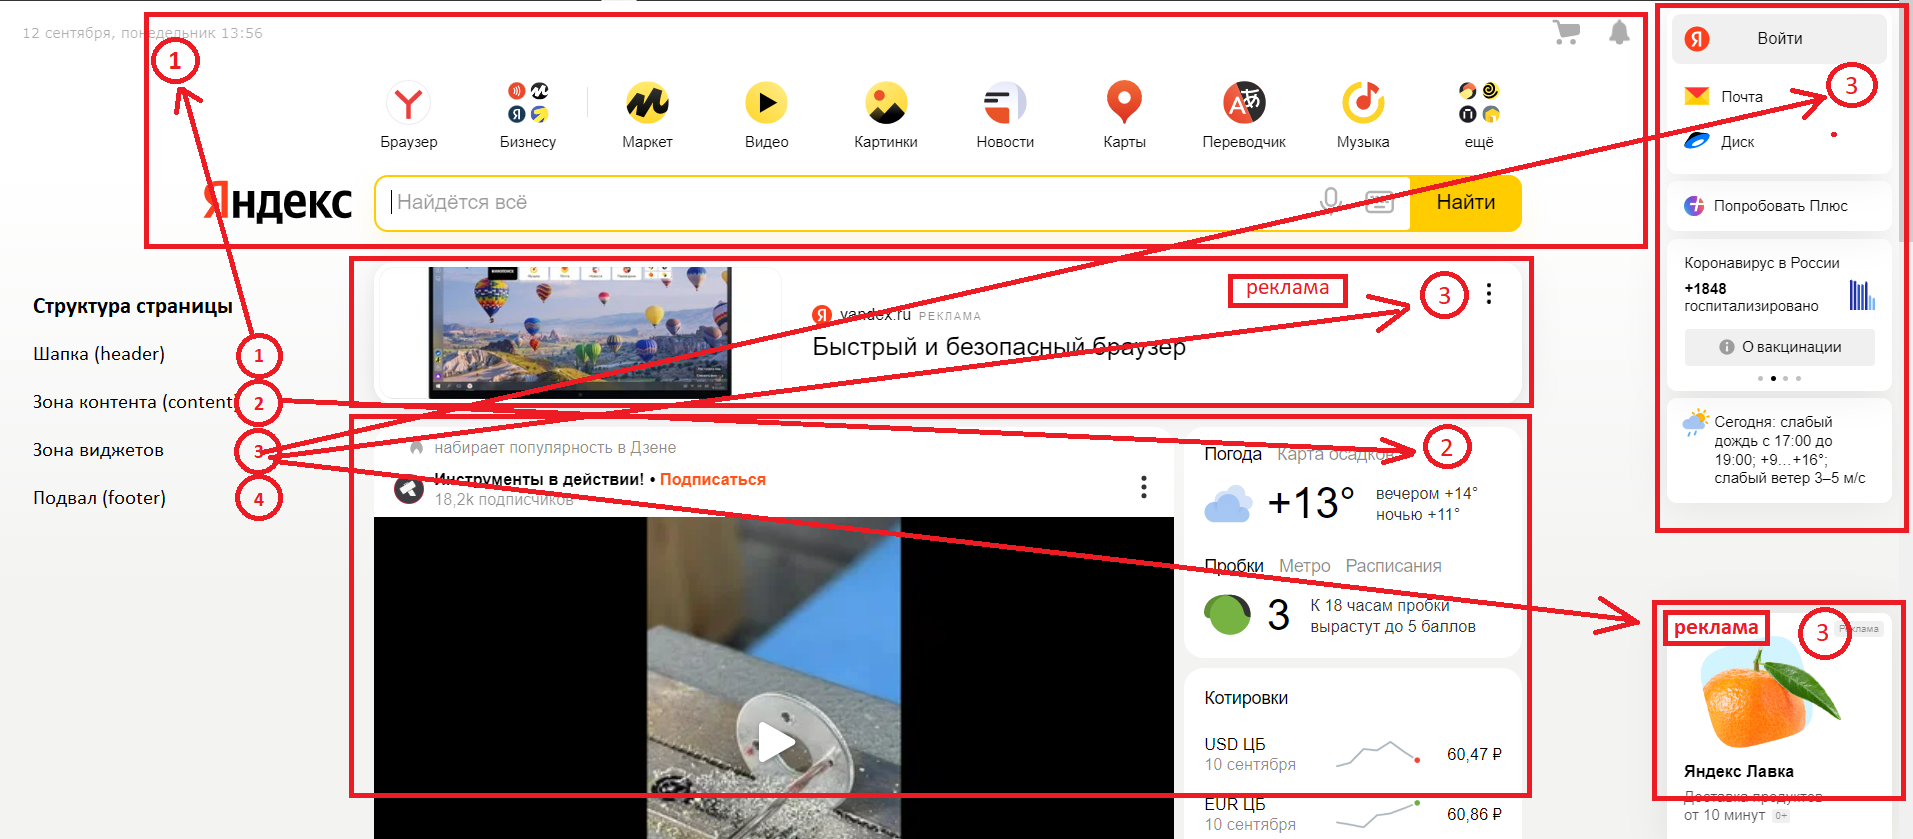 12 сентября, понедельник 13:56
1
Браузер
Бизнесу
Маркет
Видео
Картинки
Новости
Карты
Переводчик
Музыка
ещё
Яндекс
Найдётся всё
Найти
Войти
3
Почта
Диск
Попробовать Плюс
Коронавирус в России
+1848
госпитализировано
О вакцинации
Сегодня: слабый
дождь с 17:00 до
19:00; +9...+16°;
слабый ветер 3–5 м/с
реклама
3
yandex.ru РЕКЛАМА
Быстрый и безопасный браузер
Структура страницы
Шапка (header) 1
Зона контента (content) 2
Зона виджетов 3
Подвал (footer) 4
набирает популярность в Дзене
Инструменты в действии! • Подписаться
18,2k подписчиков
2
Погода Карта осадков
+13°
вечером +14°
ночью +11°
Пробки Метро Расписания
3
К 18 часам пробки
вырастут до 5 баллов
Котировки
USD ЦБ
10 сентября
60,47 ₽
EUR ЦБ
10 сентября
60,86 ₽
реклама
3
Реклама
Яндекс Лавка
Доставка продуктов
от 10 минут 0+